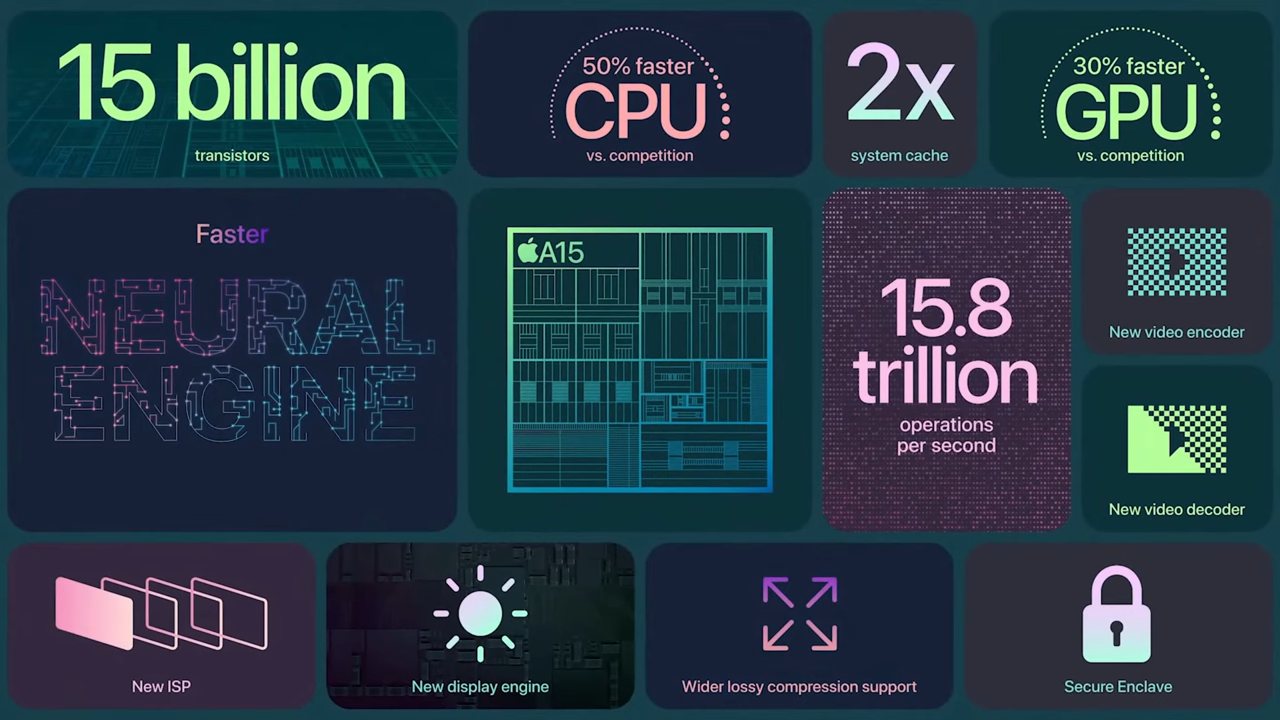 15 billion
transistors
50% faster
CPU
vs. competition
2x
system cache
30% faster
GPU
vs. competition
Faster
NEURAL
ENGINE
A15
15.8
trillion
operations
per second
New video encoder
New video decoder
New ISP
New display engine
Wider lossy compression support
Secure Enclave